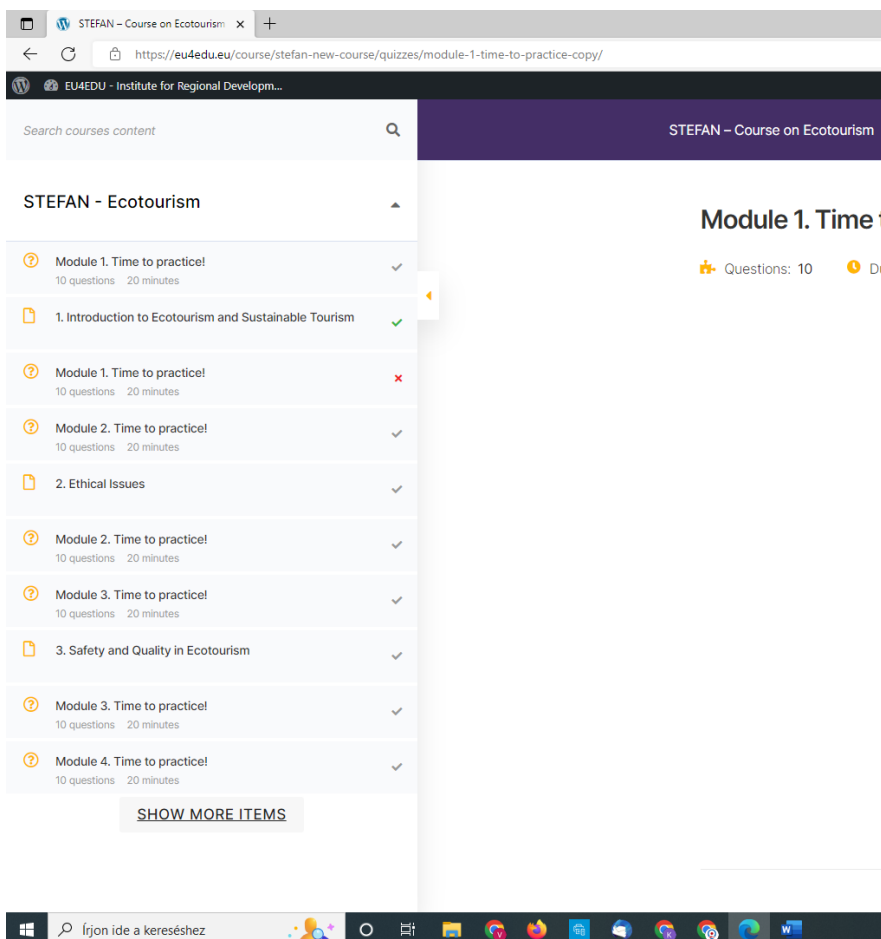 STEFAN – Course on Ecotourism
https://eu4edu.eu/course/stefan-new-course/quizzes/module-1-time-to-practice-copy/
EU4EDU - Institute for Regional Developm...
Search courses content
STEFAN – Course on Ecotourism
STEFAN - Ecotourism
Module 1. Time
Questions: 10
Module 1. Time to practice!
10 questions 20 minutes
1. Introduction to Ecotourism and Sustainable Tourism
Module 1. Time to practice!
10 questions 20 minutes
Module 2. Time to practice!
10 questions 20 minutes
2. Ethical Issues
Module 2. Time to practice!
10 questions 20 minutes
Module 3. Time to practice!
10 questions 20 minutes
3. Safety and Quality in Ecotourism
Module 3. Time to practice!
10 questions 20 minutes
Module 4. Time to practice!
10 questions 20 minutes
SHOW MORE ITEMS
Írjon ide a kereséshez